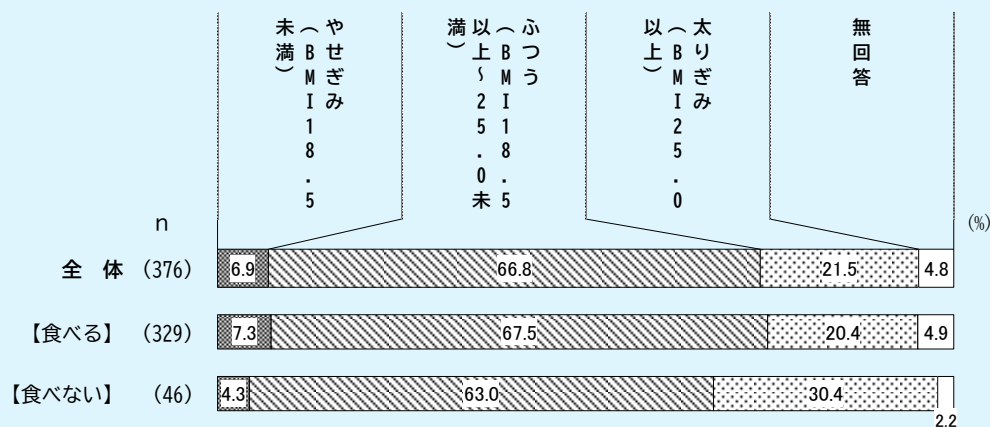 やせぎみ
（ＢＭＩ18.5
未満）
ふつう
（ＢＭＩ18.5
以上～25.0未
満）
太りぎみ
（ＢＭＩ25.0
以上）
無回答
n
(%)
全　体　(376)　6.9　66.8　21.5　4.8
【食べる】　(329)　7.3　67.5　20.4　4.9
【食べない】　(46)　4.3　63.0　30.4　2.2